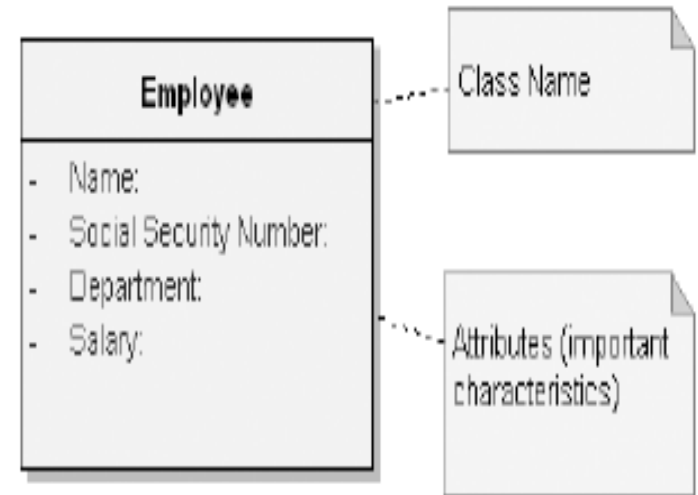 Employee
Class Name
- Name:
- Social Security Number:
- Department:
- Salary:
Attributes (important
characteristics)